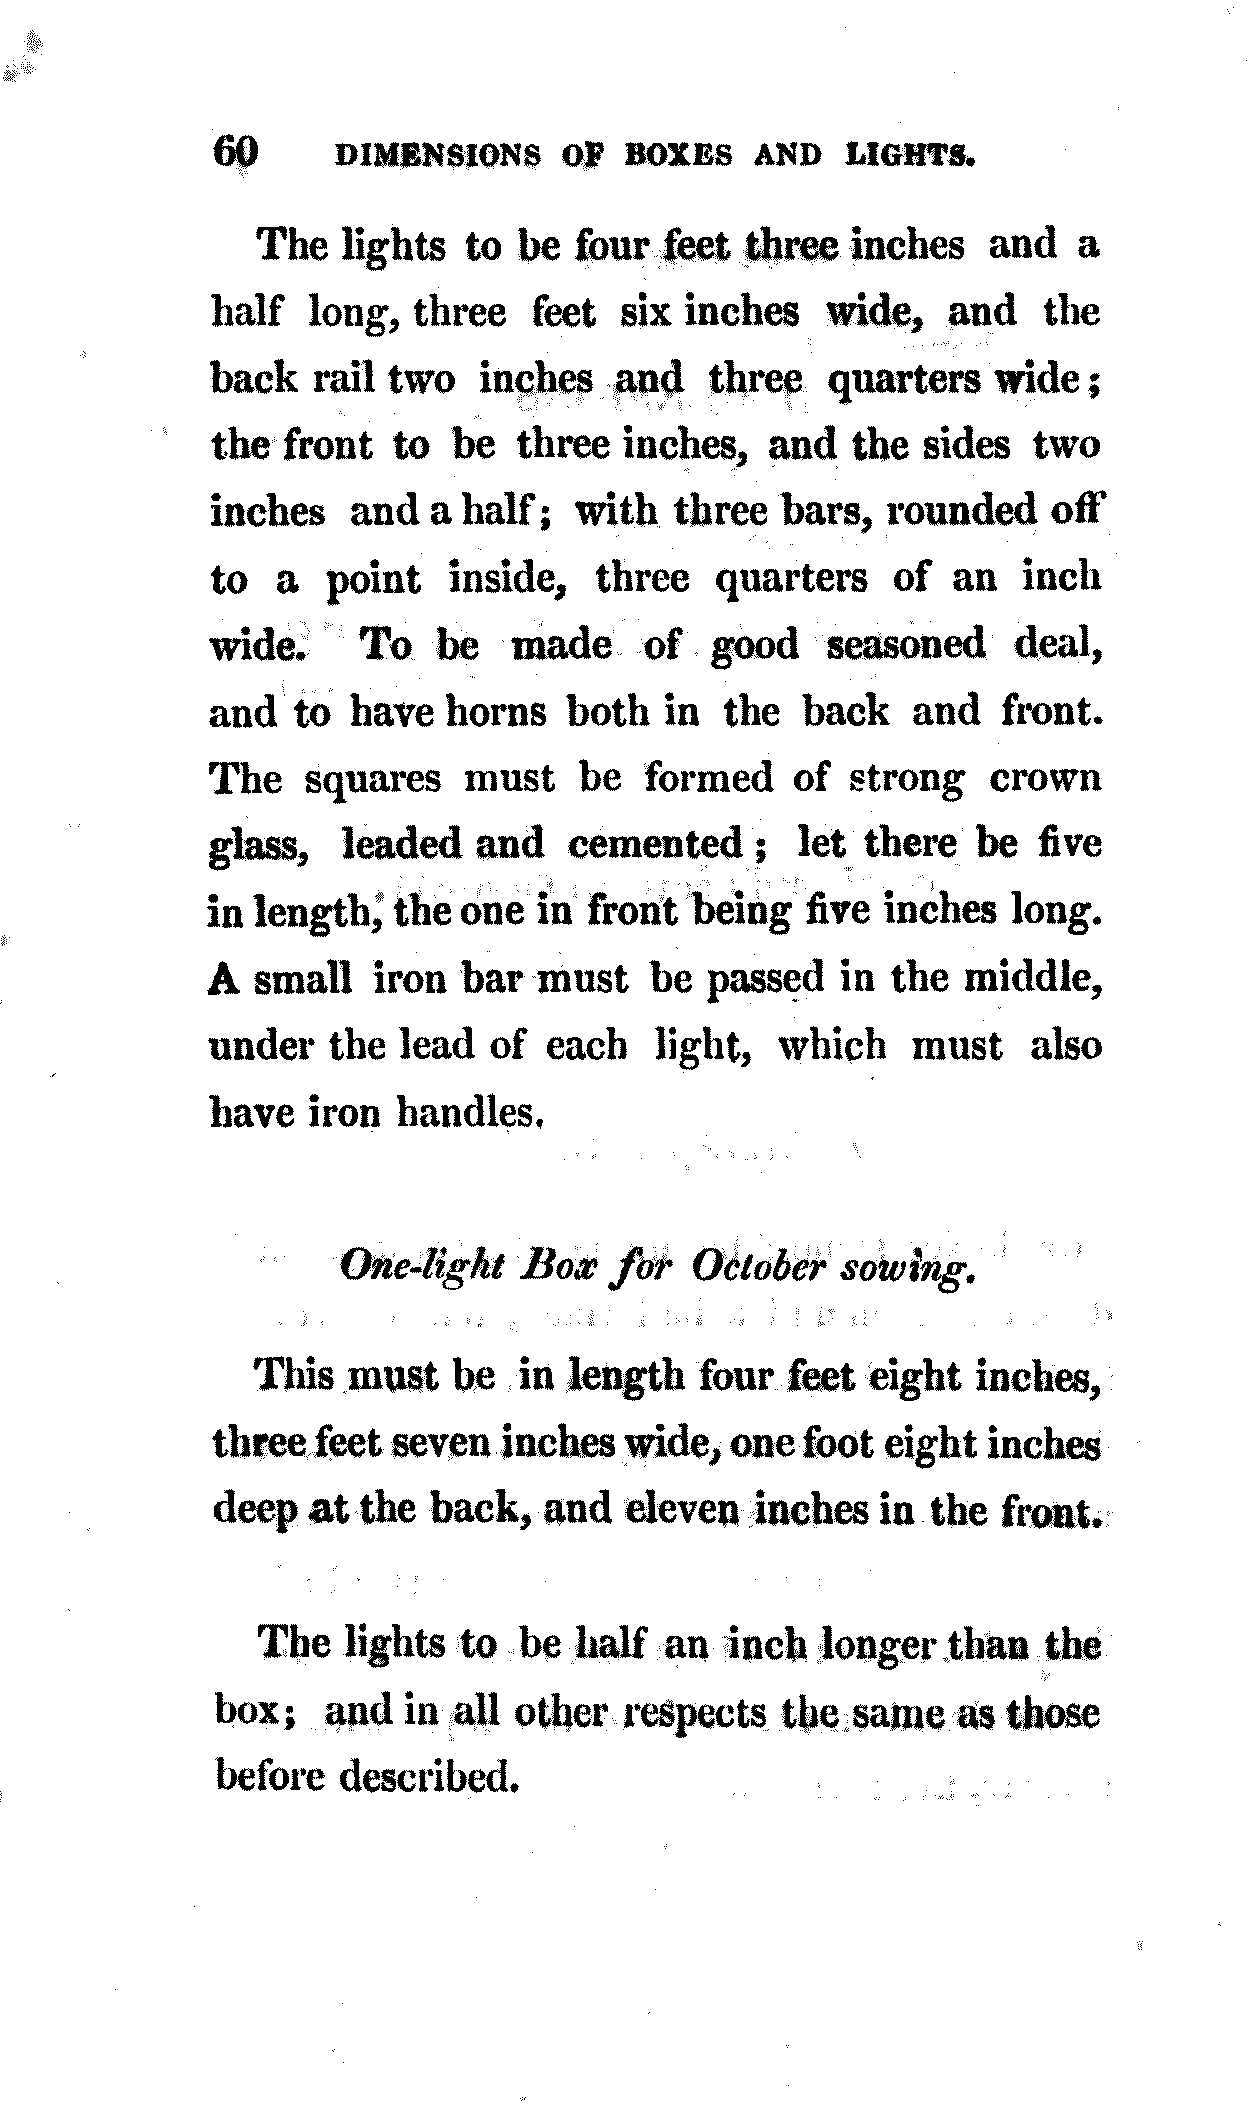 60 DIMENSIONS OF BOXES AND LIGHTS.
The lights to be four feet three inches and a
half long, three feet six inches wide, and the
back rail two inches and three quarters wide;
the front to be three inches, and the sides two
inches and a half; with three bars, rounded off
to a point inside, three quarters of an inch
wide. To be made of good seasoned deal,
and to have horns both in the back and front.
The squares must be formed of strong crown
glass, leaded and cemented; let there be five
in length, the one in front being five inches long.
A small iron bar must be passed in the middle,
under the lead of each light, which must also
have iron handles.
One-light Box for October sowing.
This must be in length four feet eight inches,
three feet seven inches wide, one foot eight inches
deep at the back, and eleven inches in the front.
The lights to be half an inch longer than the
box; and in all other respects the same as those
before described.